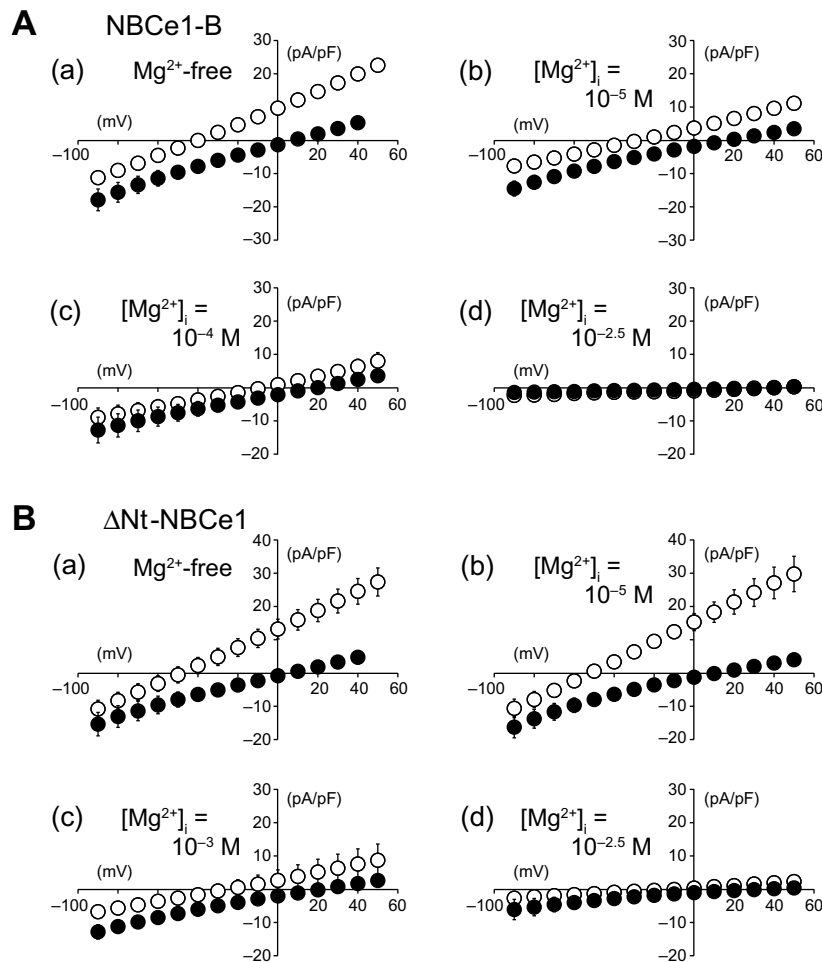 A NBCe1-B
(a) Mg²⁺-free
30
20
10
(pA/pF)
(mV)
–100
20 40 60
–10
–20
–30
(b) [Mg²⁺]ᵢ =
10⁻⁵ M
30
20
10
(pA/pF)
(mV)
–100
20 40 60
–10
–20
–30
(c) [Mg²⁺]ᵢ =
10⁻⁴ M
30
20
10
(pA/pF)
(mV)
–100
20 40 60
–10
–20
(d) [Mg²⁺]ᵢ =
10⁻²·⁵ M
30
20
10
(pA/pF)
(mV)
–100
20 40 60
–10
–20
B ΔNt-NBCe1
(a) Mg²⁺-free
40
30
20
10
(pA/pF)
(mV)
–100
20 40 60
–10
–20
(b) [Mg²⁺]ᵢ =
10⁻⁵ M
40
30
20
10
(pA/pF)
(mV)
–100
20 40 60
–10
–20
(c) [Mg²⁺]ᵢ =
10⁻³ M
30
20
10
(pA/pF)
(mV)
–100
20 40 60
–10
–20
(d) [Mg²⁺]ᵢ =
10⁻²·⁵ M
30
20
10
(pA/pF)
(mV)
–100
20 40 60
–10
–20